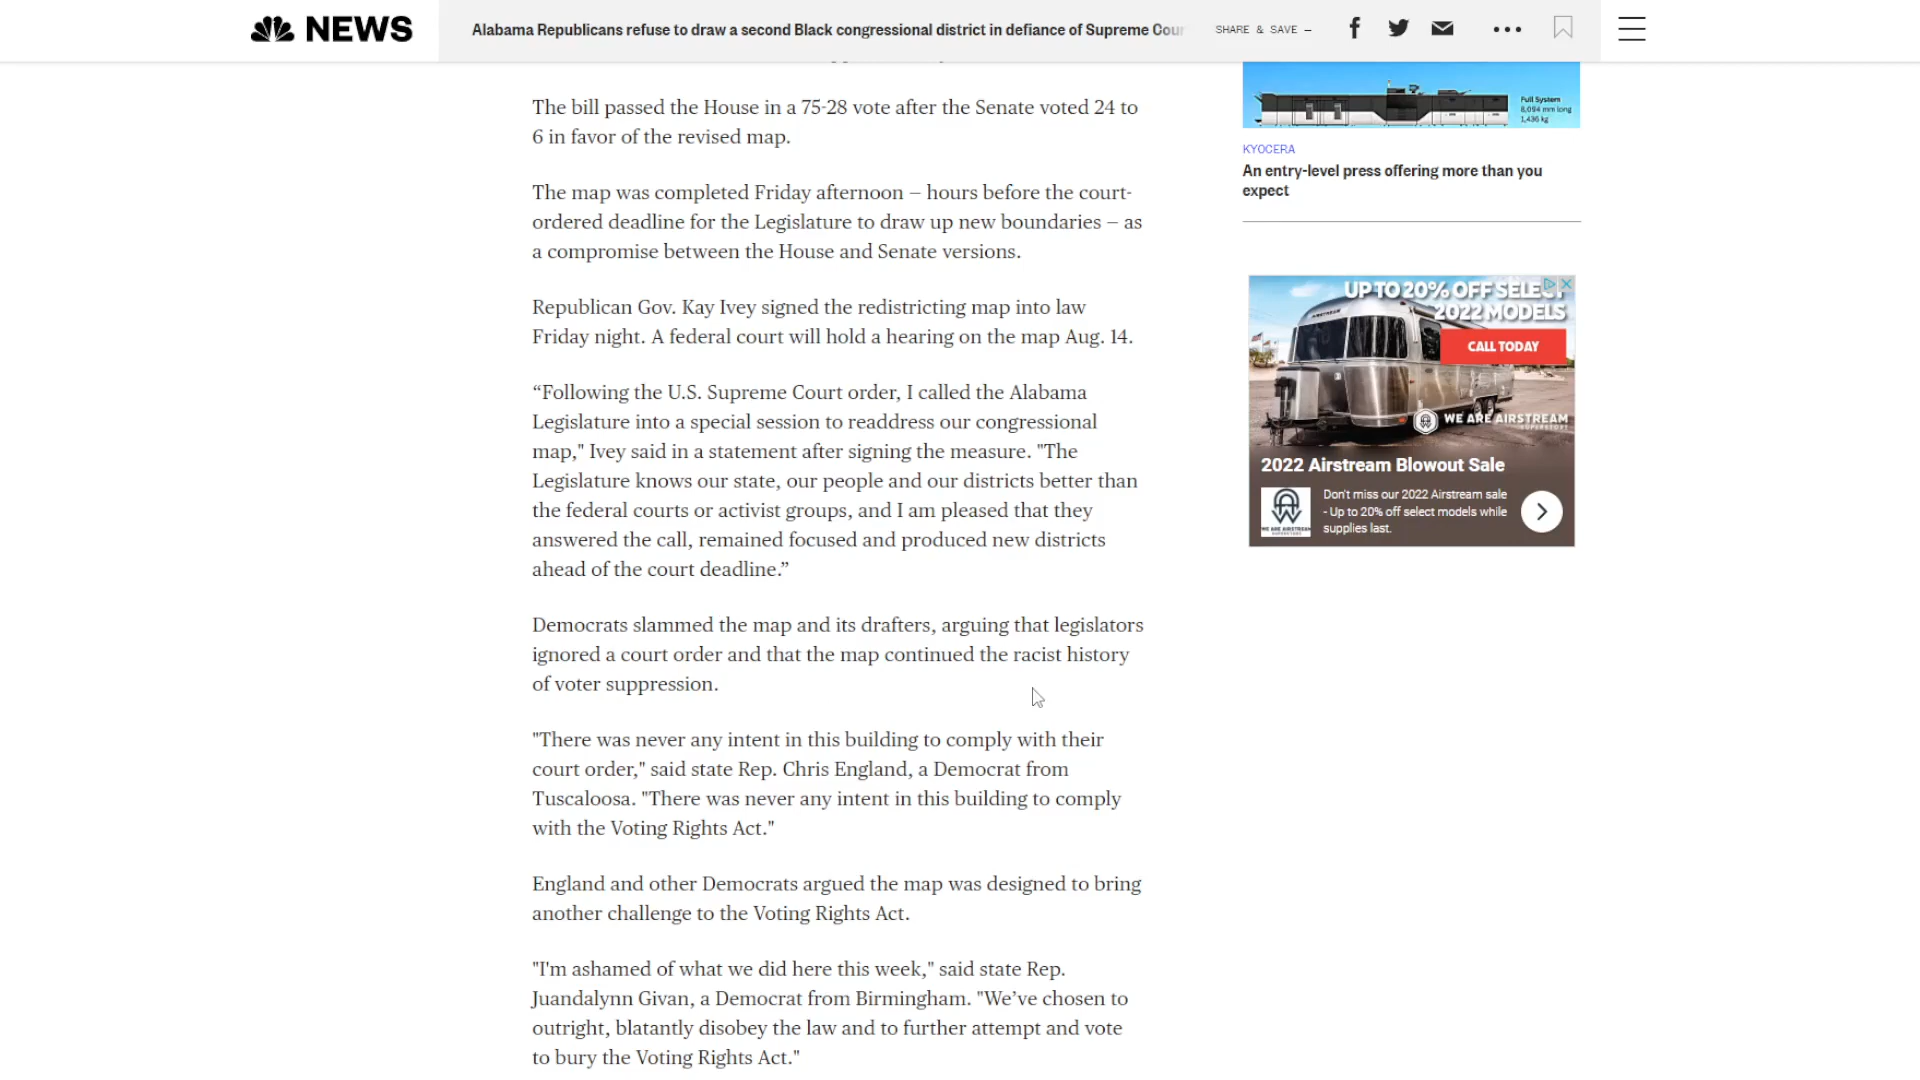 NEWS
Alabama Republicans refuse to draw a second Black congressional district in defiance of Supreme Cour
SHARE & SAVE —
The bill passed the House in a 75-28 vote after the Senate voted 24 to
6 in favor of the revised map.
The map was completed Friday afternoon — hours before the court-
ordered deadline for the Legislature to draw up new boundaries — as
a compromise between the House and Senate versions.
Republican Gov. Kay Ivey signed the redistricting map into law
Friday night. A federal court will hold a hearing on the map Aug. 14.
“Following the U.S. Supreme Court order, I called the Alabama
Legislature into a special session to readdress our congressional
map," Ivey said in a statement after signing the measure. "The
Legislature knows our state, our people and our districts better than
the federal courts or activist groups, and I am pleased that they
answered the call, remained focused and produced new districts
ahead of the court deadline.”
Democrats slammed the map and its drafters, arguing that legislators
ignored a court order and that the map continued the racist history
of voter suppression.
"There was never any intent in this building to comply with their
court order," said state Rep. Chris England, a Democrat from
Tuscaloosa. "There was never any intent in this building to comply
with the Voting Rights Act."
England and other Democrats argued the map was designed to bring
another challenge to the Voting Rights Act.
"I'm ashamed of what we did here this week," said state Rep.
Juandalynn Givan, a Democrat from Birmingham. "We’ve chosen to
outright, blatantly disobey the law and to further attempt and vote
to bury the Voting Rights Act."
Full System
8,094 mm long
1,436 kg
KYOCERA
An entry-level press offering more than you
expect
UP TO 20% OFF SELECT
2022 MODELS
CALL TODAY
AIRSTREAM
WE ARE AIRSTREAM
SUPERSTORE
2022 Airstream Blowout Sale
WE ARE AIRSTREAM
SUPERSTORE
Don't miss our 2022 Airstream sale
- Up to 20% off select models while
supplies last.